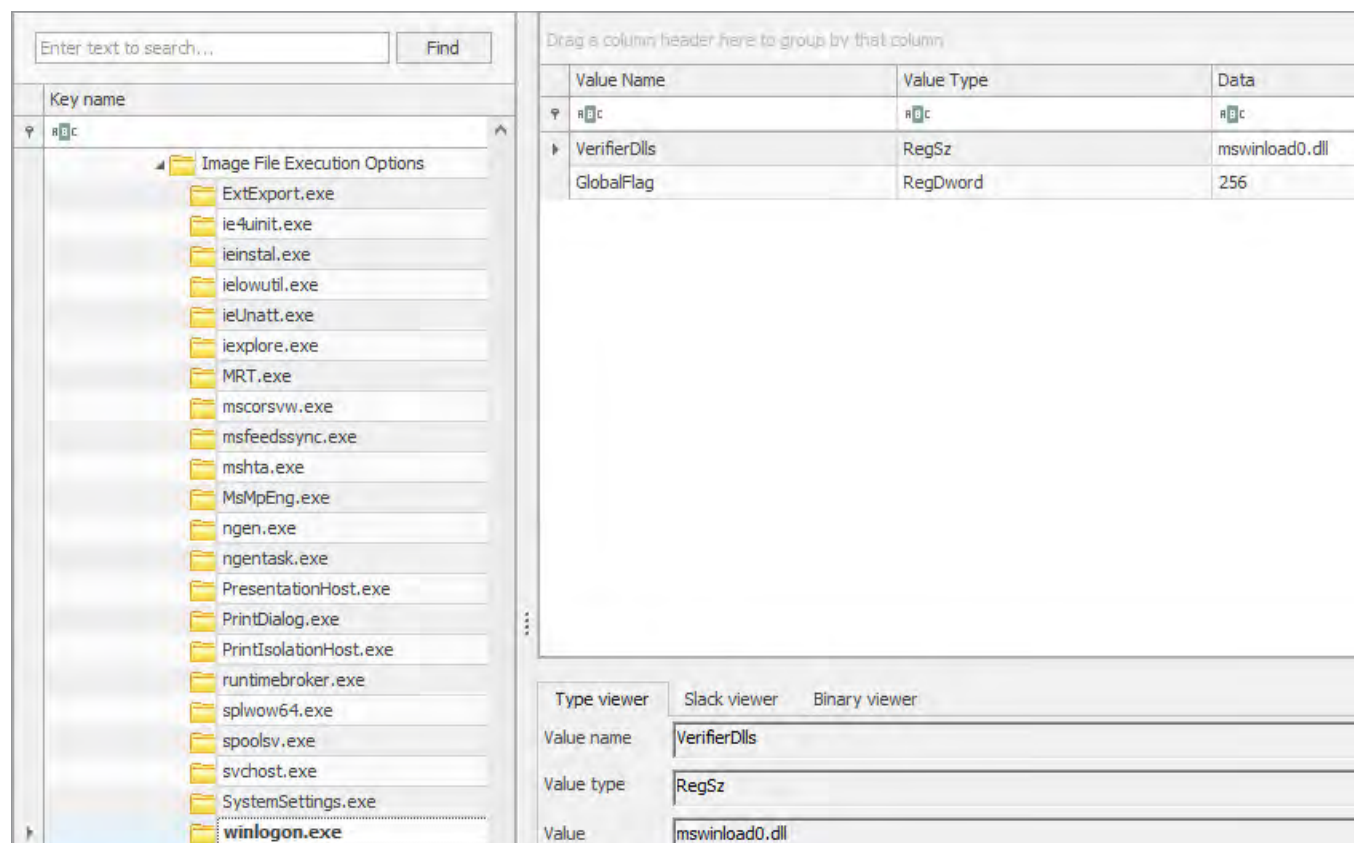 Enter text to search... Find
Key name
Image File Execution Options
ExtExport.exe
ie4uinit.exe
ieinstal.exe
ielowutil.exe
ieUnatt.exe
iexplore.exe
MRT.exe
mscorsvw.exe
msfeedssync.exe
mshta.exe
MsMpEng.exe
ngen.exe
ngentask.exe
PresentationHost.exe
PrintDialog.exe
PrintIsolationHost.exe
runtimebroker.exe
splwow64.exe
spoolsv.exe
svchost.exe
SystemSettings.exe
winlogon.exe
Drag a column header here to group by that column
Value Name Value Type Data
VerifierDlls RegSz mswinload0.dll
GlobalFlag RegDword 256
Type viewer Slack viewer Binary viewer
Value name VerifierDlls
Value type RegSz
Value mswinload0.dll